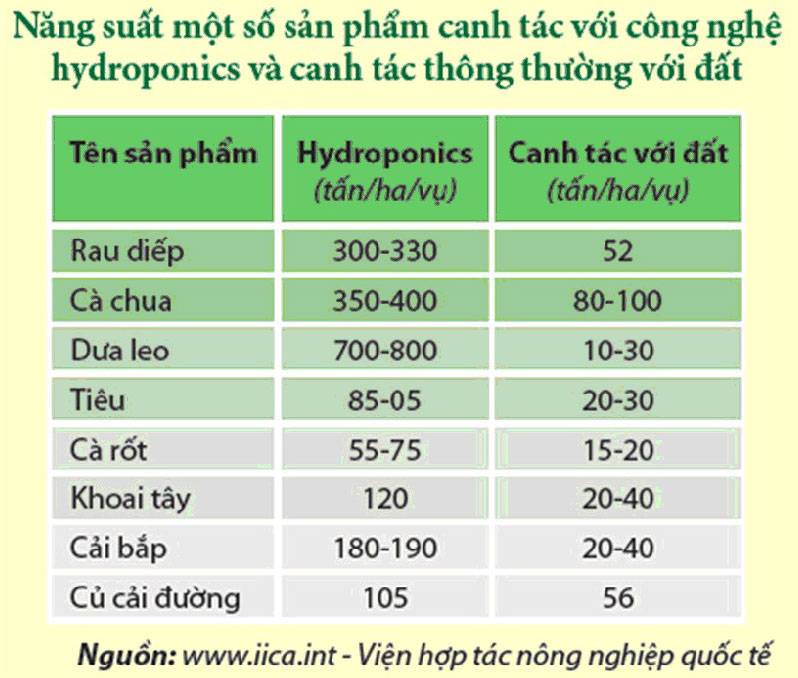 Năng suất một số sản phẩm canh tác với công nghệ
hydroponics và canh tác thông thường với đất
Tên sản phẩm Hydroponics Canh tác với đất
(tấn/ha/vụ) (tấn/ha/vụ)
Rau diếp 300-330 52
Cà chua 350-400 80-100
Dưa leo 700-800 10-30
Tiêu 85-05 20-30
Cà rốt 55-75 15-20
Khoai tây 120 20-40
Cải bắp 180-190 20-40
Củ cải đường 105 56
Nguồn: www.iica.int - Viện hợp tác nông nghiệp quốc tế